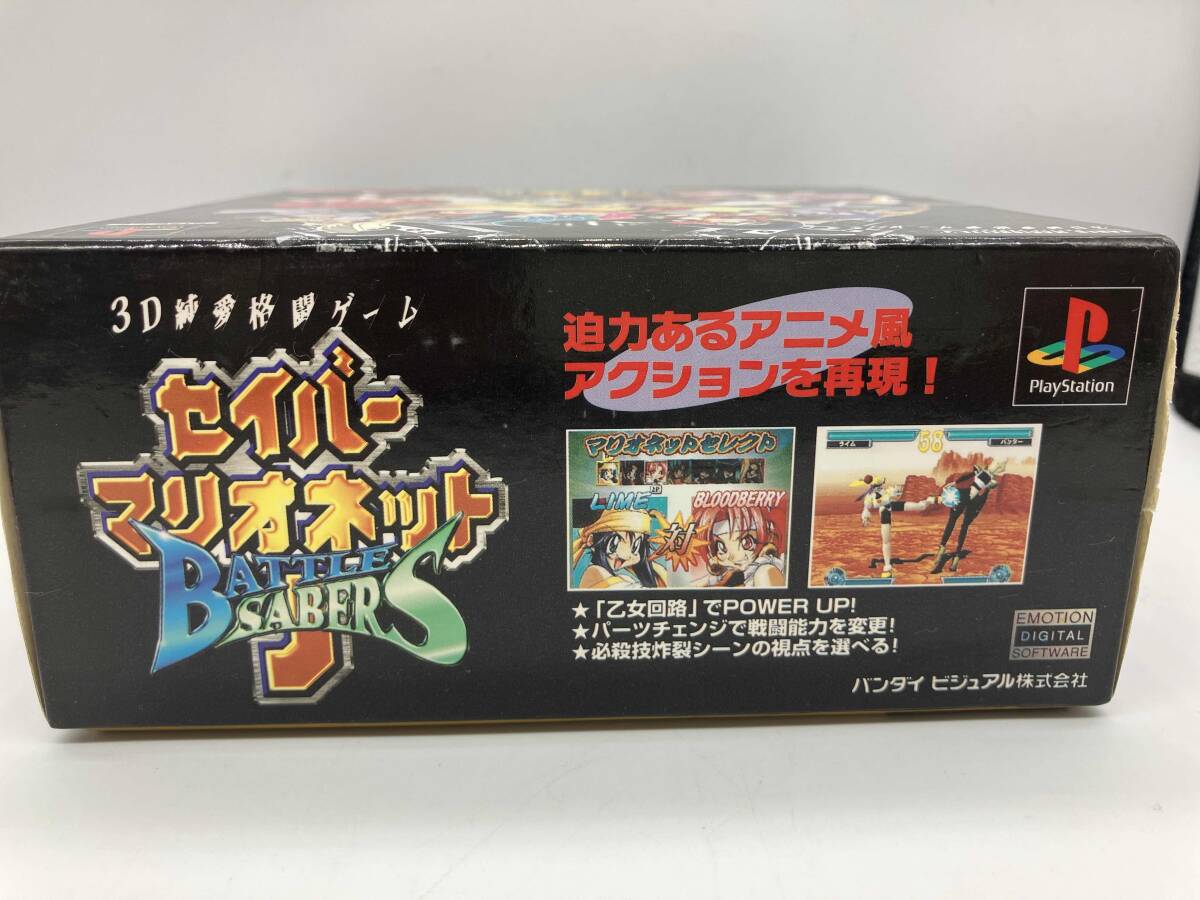 3D純愛格闘ゲーム
セイバー
マリオネット
J
BATTLE
SABERS
迫力あるアニメ風
アクションを再現！
PlayStation
マリオネットセレクト
LIME
対
BLOODBERRY
ライム
58
パンター
★「乙女回路」でPOWER UP!
★パーツチェンジで戦闘能力を変更!
★必殺技炸裂シーンの視点を選べる!
EMOTION
DIGITAL
SOFTWARE
バンダイ ビジュアル株式会社